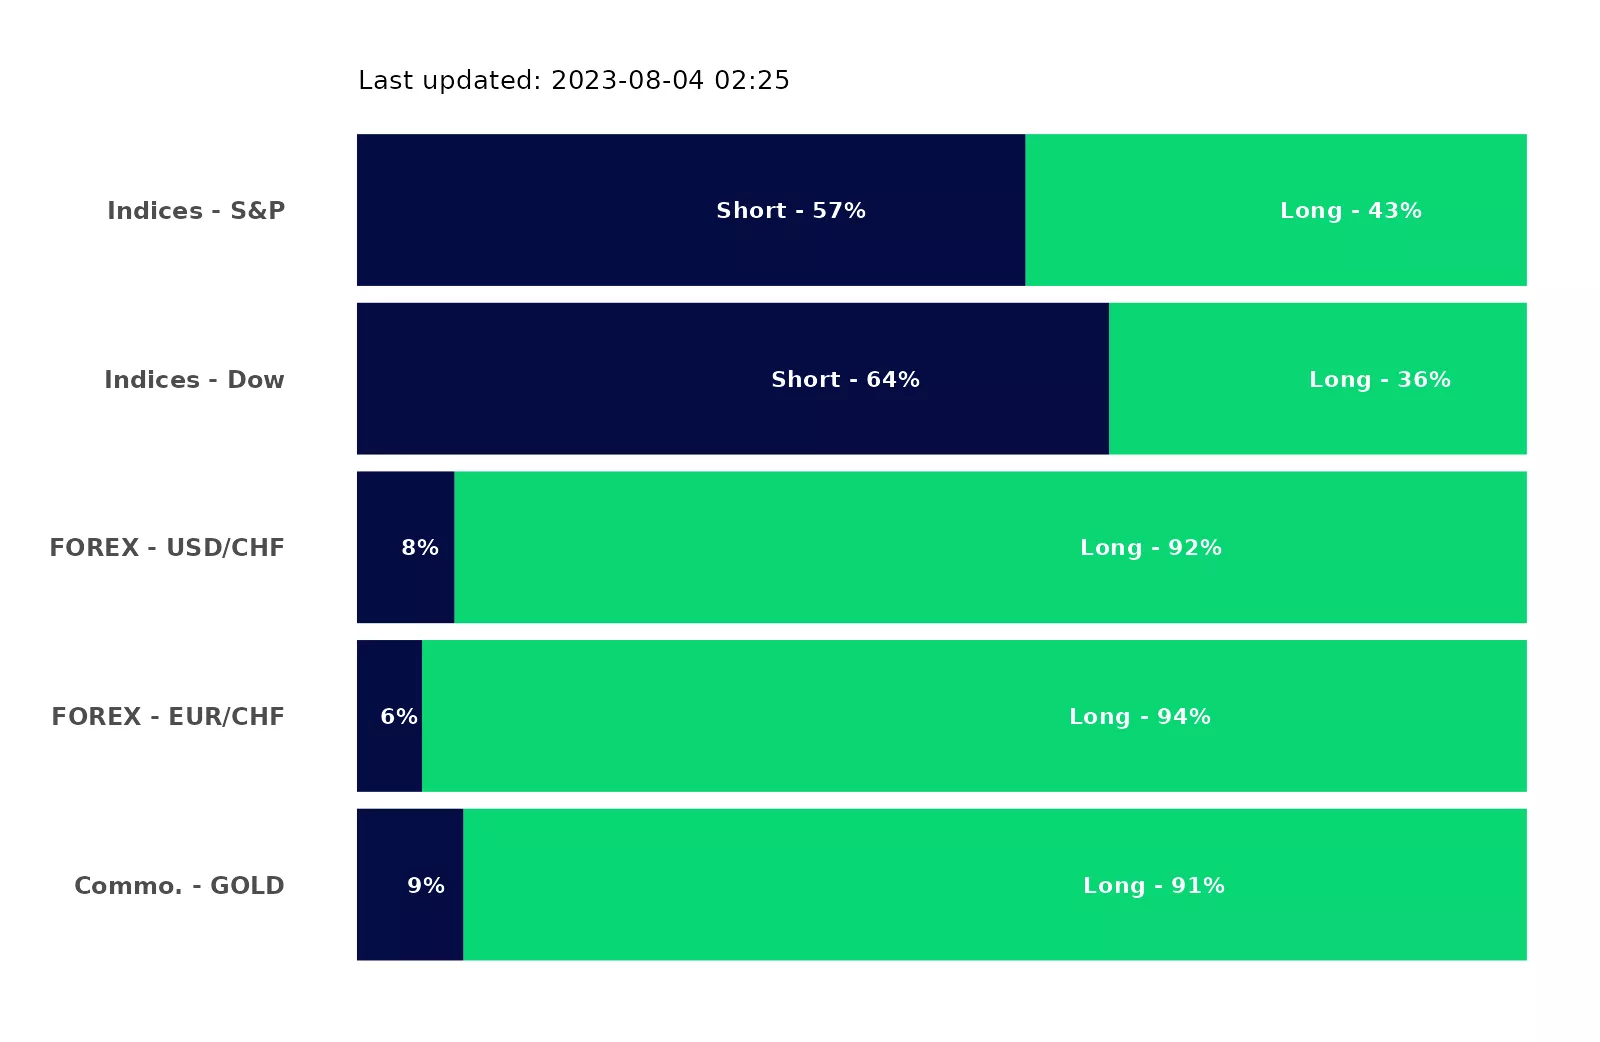 Last updated: 2023-08-04 02:25
Indices - S&P Short - 57% Long - 43%
Indices - Dow Short - 64% Long - 36%
FOREX - USD/CHF 8% Long - 92%
FOREX - EUR/CHF 6% Long - 94%
Commo. - GOLD 9% Long - 91%